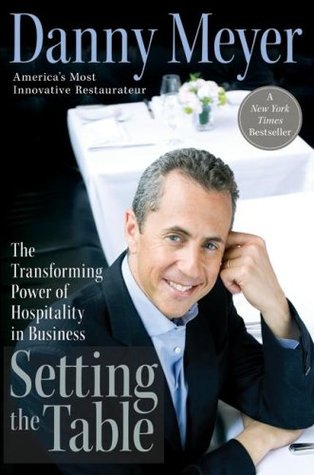 Danny Meyer
America's Most
Innovative Restaurateur
A
New York
Times
Bestseller
The
Transforming
Power of
Hospitality
in Business
Setting
the Table